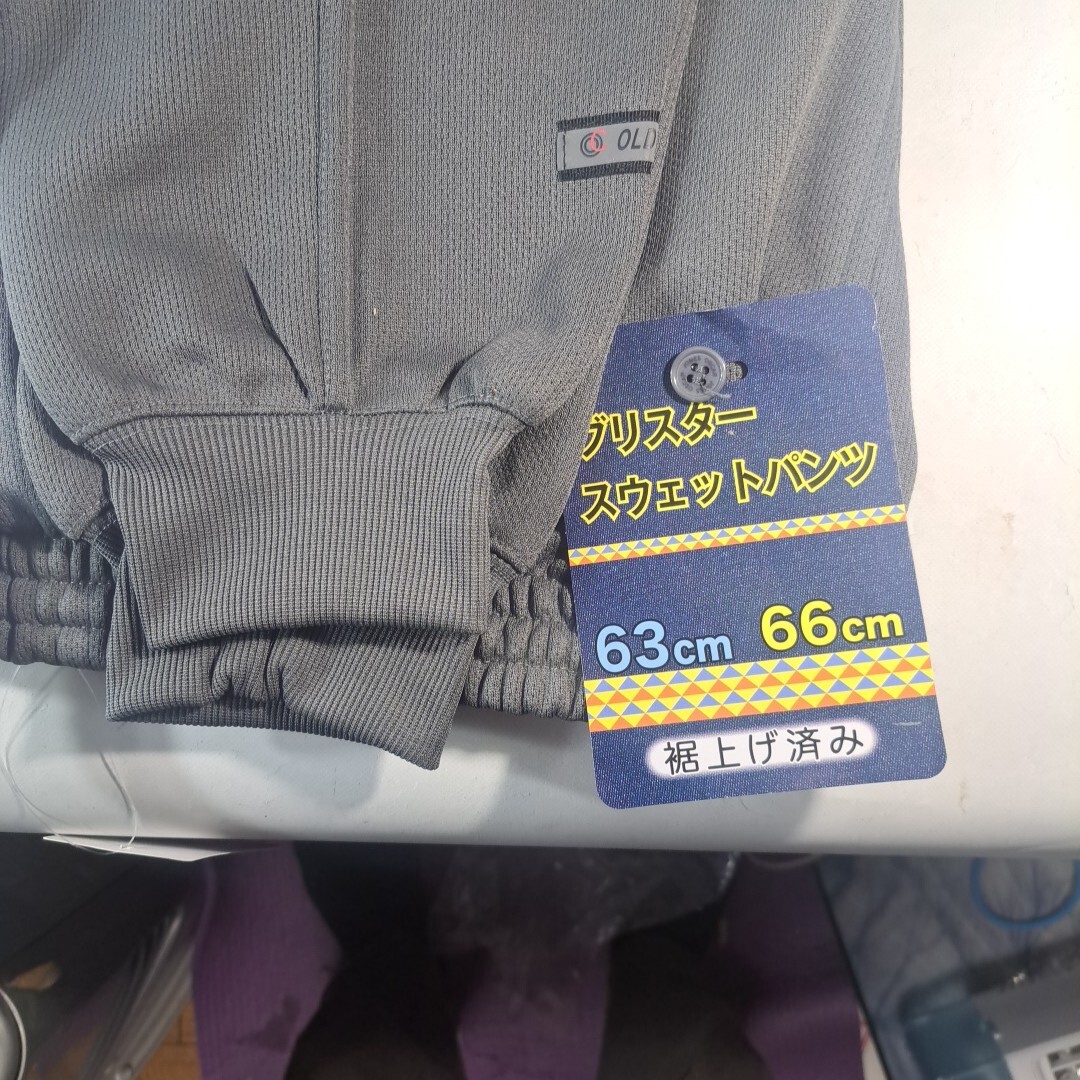 OLD
ブリスター
スウェットパンツ
63cm 66cm
裾上げ済み